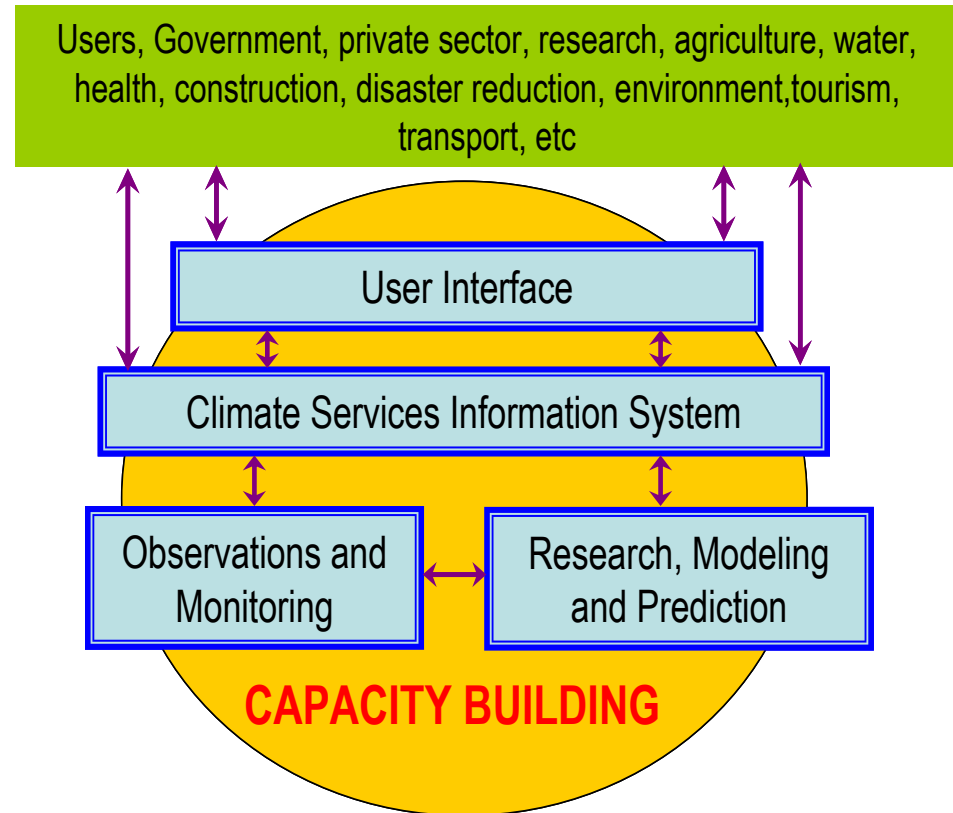 Users, Government, private sector, research, agriculture, water,
health, construction, disaster reduction, environment,tourism,
transport, etc
User Interface
Climate Services Information System
Observations and
Monitoring
Research, Modeling
and Prediction
CAPACITY BUILDING